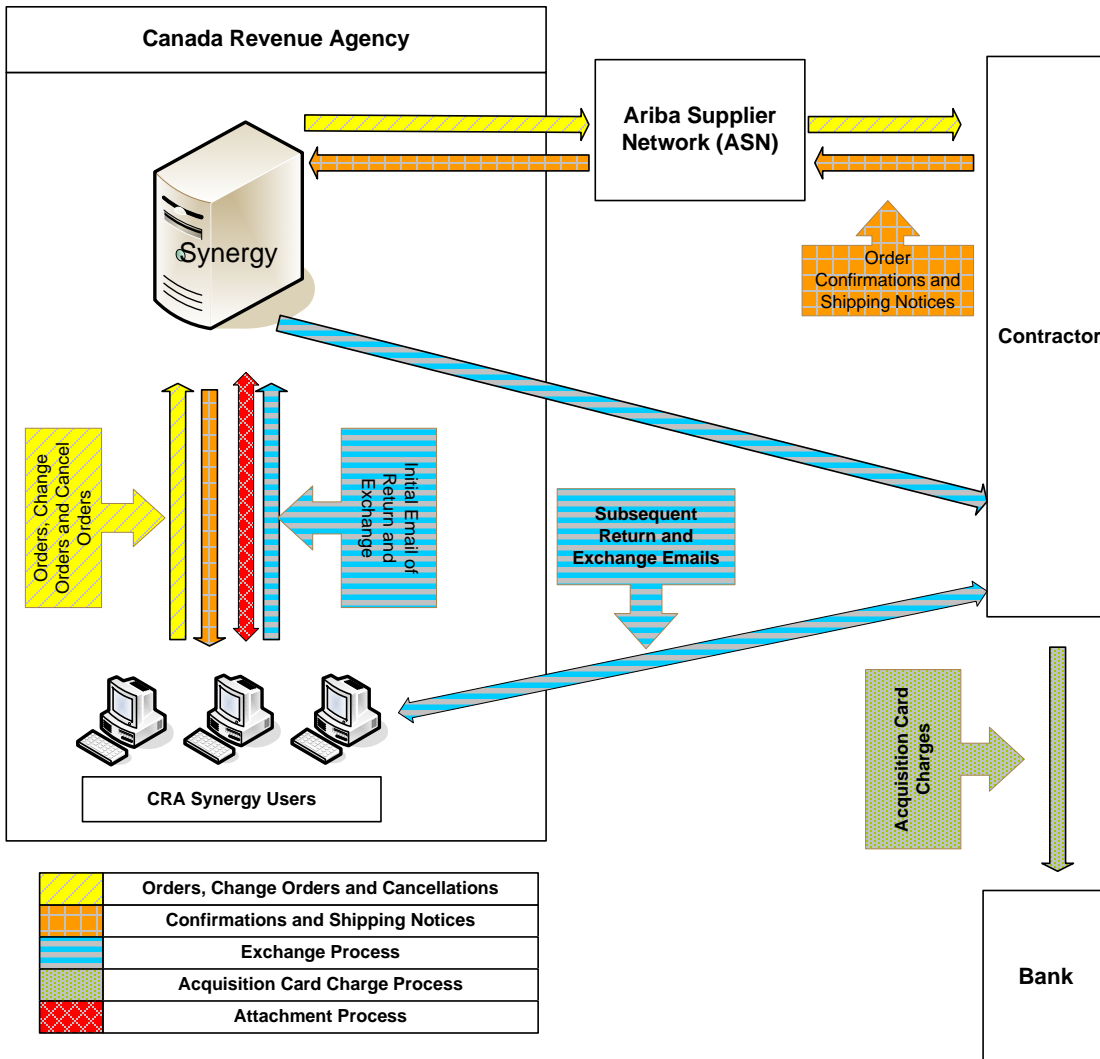 Canada Revenue Agency
Ariba Supplier
Network (ASN)
Synergy
Order
Confirmations and
Shipping Notices
Contractor
Orders, Change
Orders and Cancel
Orders
Initial Email of
Return and
Exchange
Subsequent
Return and
Exchange Emails
Acquisition Card
Charges
CRA Synergy Users
Bank
Orders, Change Orders and Cancellations
Confirmations and Shipping Notices
Exchange Process
Acquisition Card Charge Process
Attachment Process